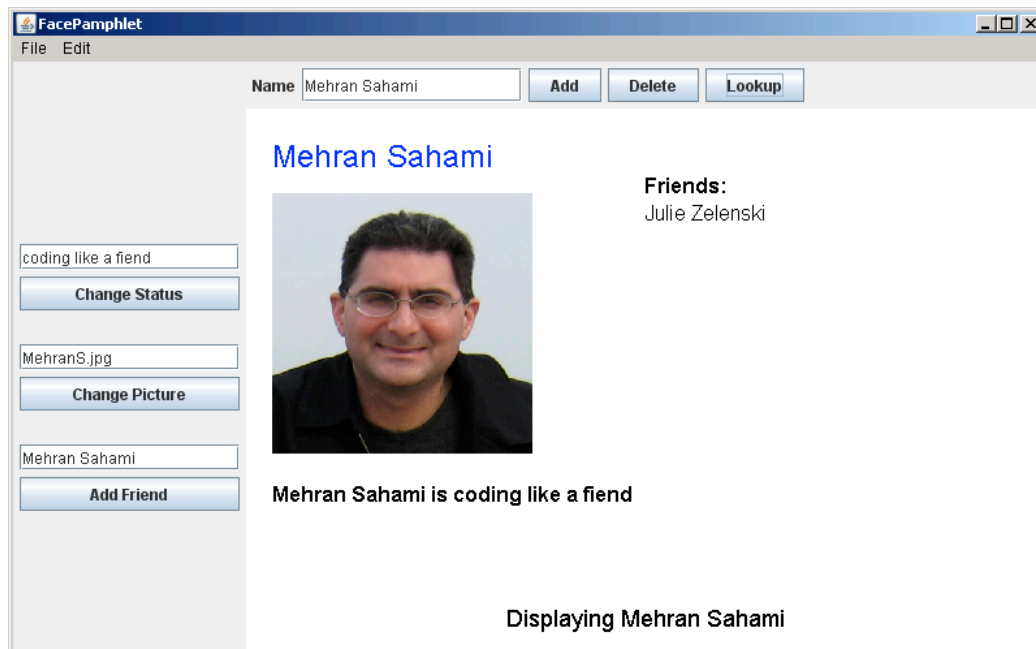 FacePamphlet
File Edit
Name Mehran Sahami Add Delete Lookup
Mehran Sahami
Friends:
Julie Zelenski
coding like a fiend
Change Status
MehranS.jpg
Change Picture
Mehran Sahami
Add Friend
Mehran Sahami is coding like a fiend
Displaying Mehran Sahami